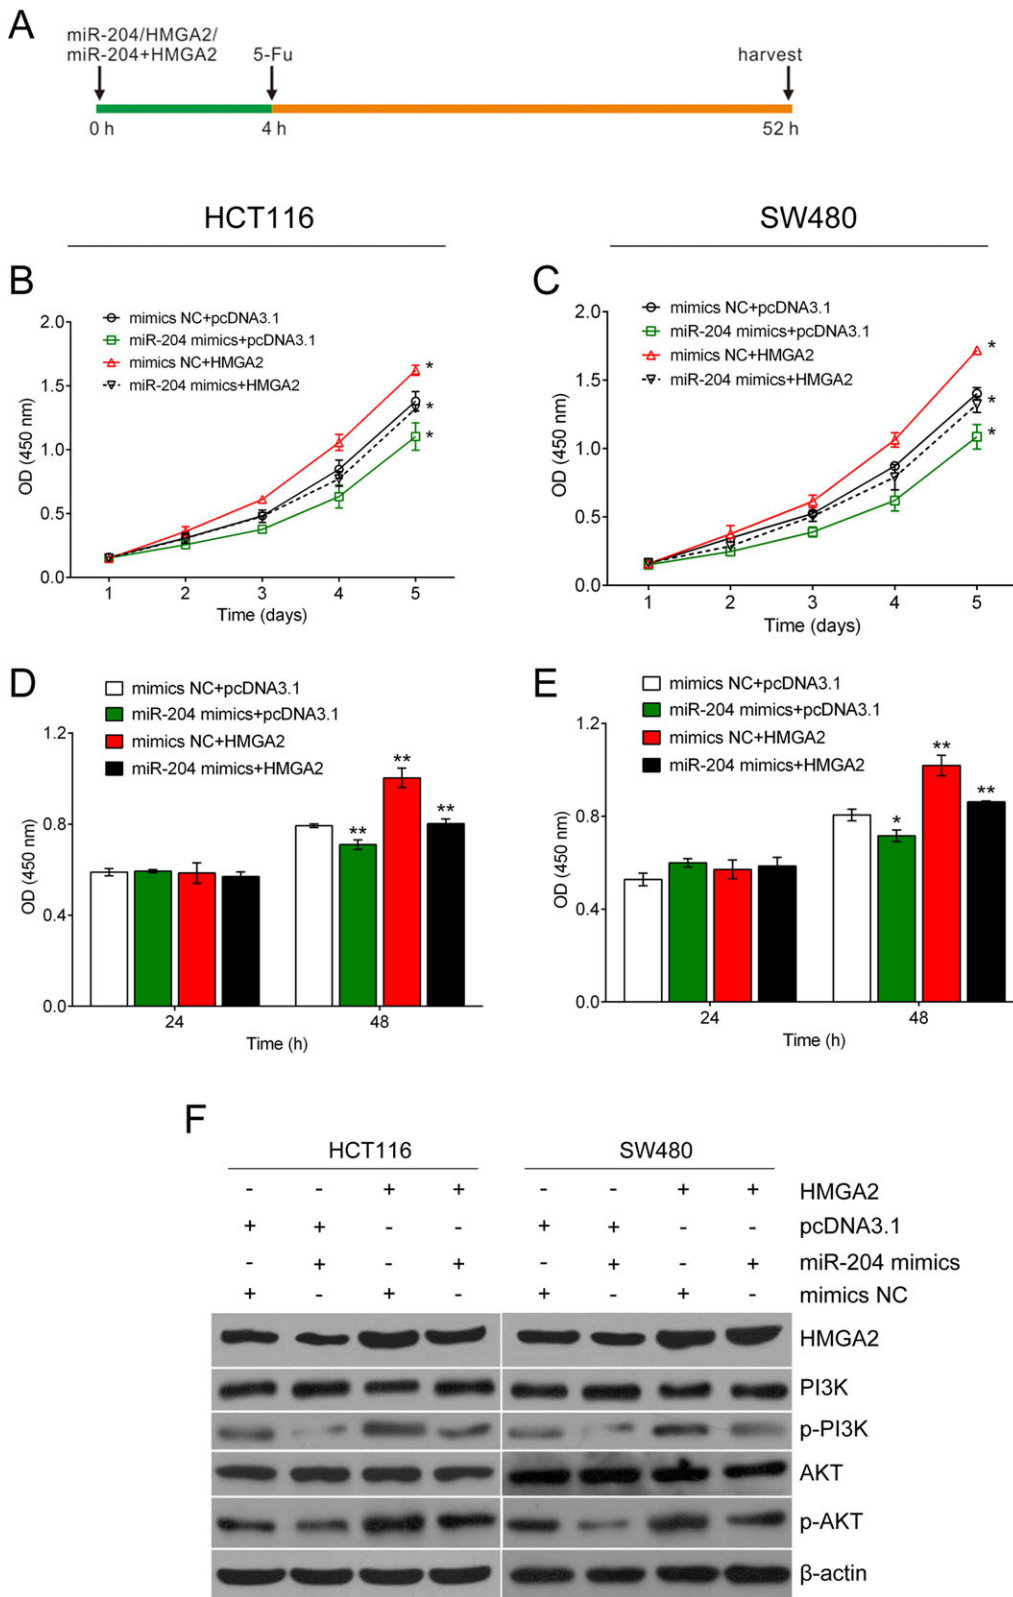 A
miR-204/HMGA2/
miR-204+HMGA2
5-Fu
harvest
0 h
4 h
52 h
HCT116
SW480
B
mimics NC+pcDNA3.1
miR-204 mimics+pcDNA3.1
mimics NC+HMGA2
miR-204 mimics+HMGA2
2.0
1.5
1.0
0.5
0.0
OD (450 nm)
*
*
*
1 2 3 4 5
Time (days)
C
mimics NC+pcDNA3.1
miR-204 mimics+pcDNA3.1
mimics NC+HMGA2
miR-204 mimics+HMGA2
2.0
1.5
1.0
0.5
0.0
OD (450 nm)
*
*
*
1 2 3 4 5
Time (days)
D
mimics NC+pcDNA3.1
miR-204 mimics+pcDNA3.1
mimics NC+HMGA2
miR-204 mimics+HMGA2
1.2
0.8
0.4
0.0
OD (450 nm)
** ** **
24 48
Time (h)
E
mimics NC+pcDNA3.1
miR-204 mimics+pcDNA3.1
mimics NC+HMGA2
miR-204 mimics+HMGA2
1.2
0.8
0.4
0.0
OD (450 nm)
* ** **
24 48
Time (h)
F
HCT116 SW480
- - + + - - + + HMGA2
+ + - - + + - - pcDNA3.1
- + - + - + - + miR-204 mimics
+ - + - + - + - mimics NC
HMGA2
PI3K
p-PI3K
AKT
p-AKT
β-actin